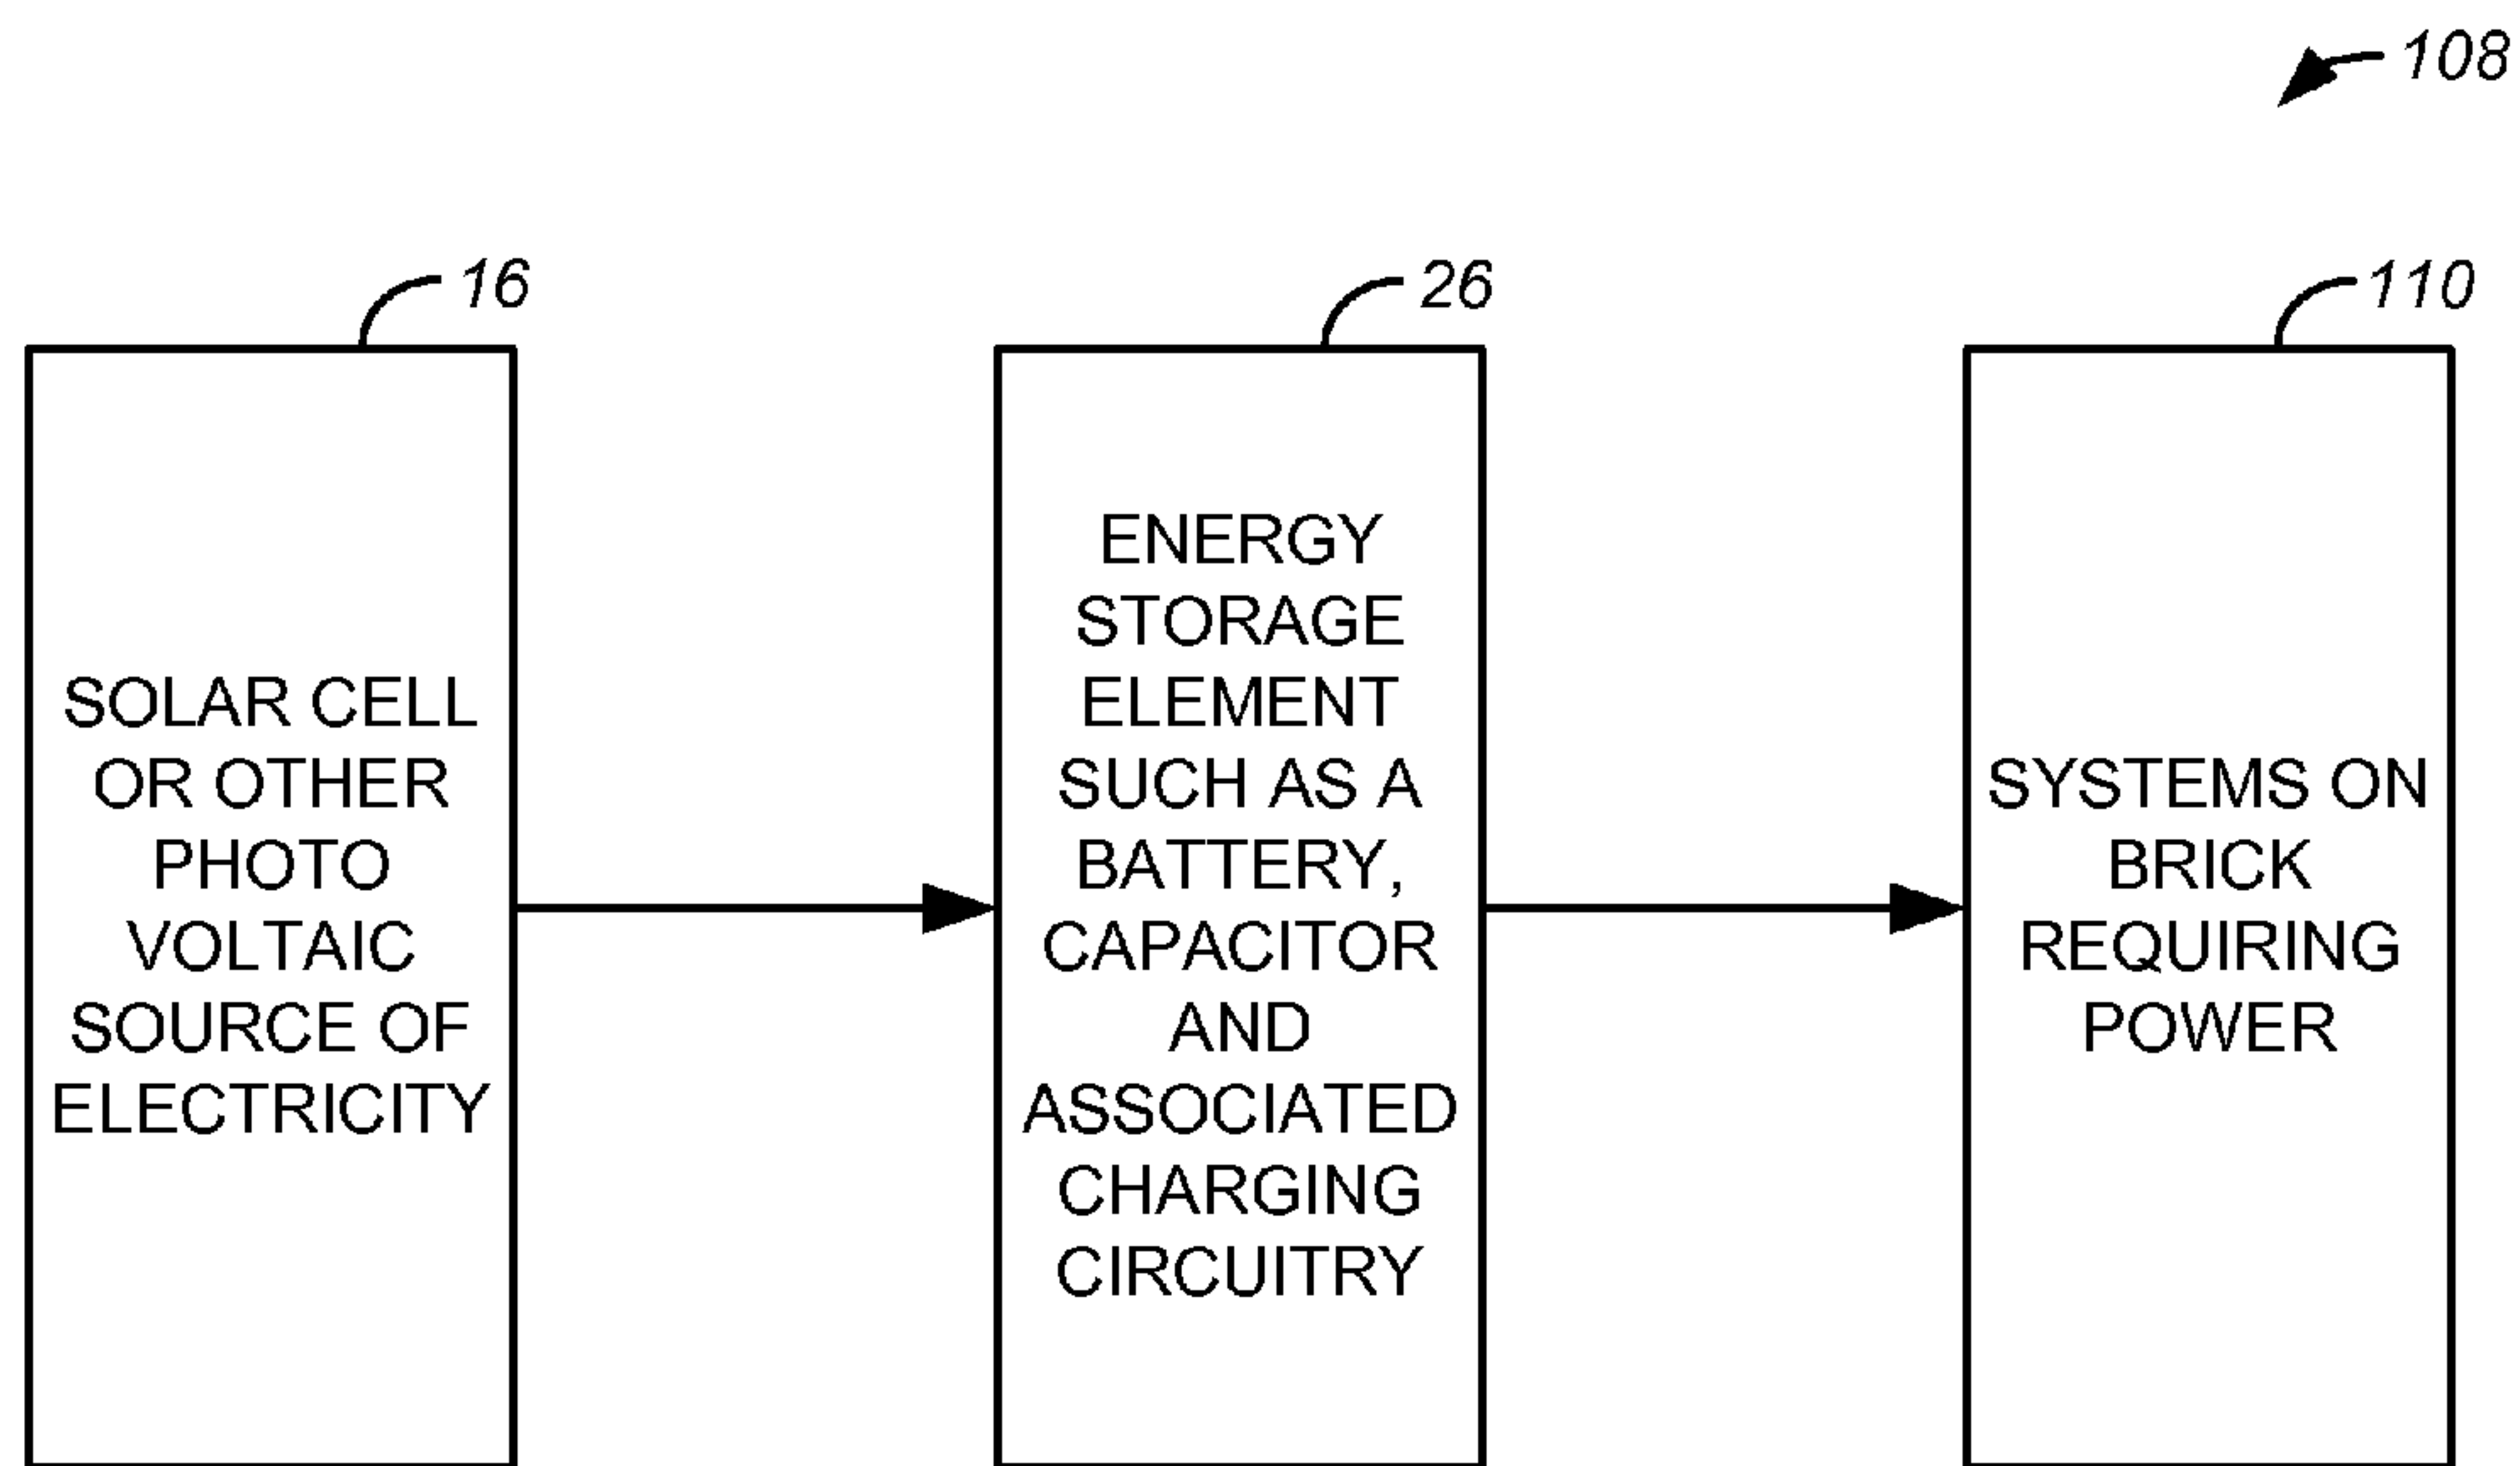 108
16
26
110
SOLAR CELL
OR OTHER
PHOTO
VOLTAIC
SOURCE OF
ELECTRICITY
ENERGY
STORAGE
ELEMENT
SUCH AS A
BATTERY,
CAPACITOR
AND
ASSOCIATED
CHARGING
CIRCUITRY
SYSTEMS ON
BRICK
REQUIRING
POWER